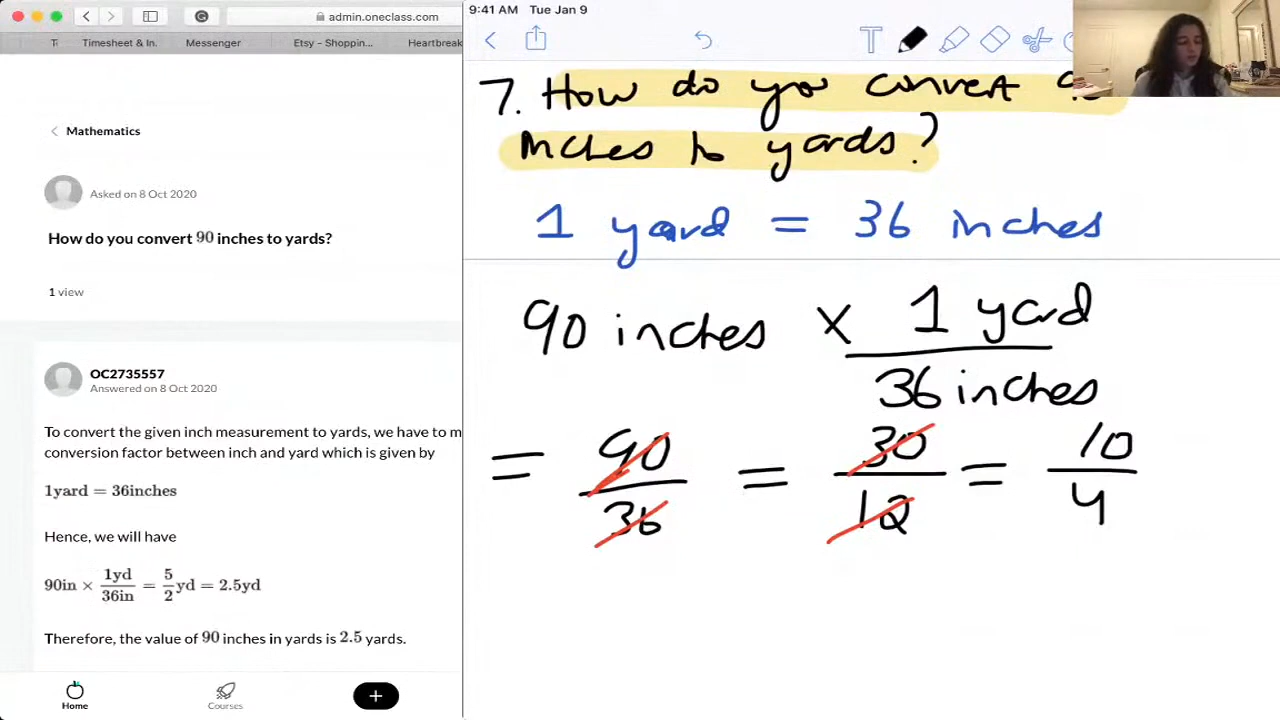 admin.oneclass.com
Timesheet & In.
Messenger
Etsy - Shoppin...
Heartbreak
Mathematics
Asked on 8 Oct 2020
How do you convert 90 inches to yards?
1 view
OC2735557
Answered on 8 Oct 2020
To convert the given inch measurement to yards, we have to m
conversion factor between inch and yard which is given by
1yard = 36inches
Hence, we will have
90in × 1yd/36in = 5/2yd = 2.5yd
Therefore, the value of 90 inches in yards is 2.5 yards.
Home
Courses
9:41 AM Tue Jan 9
7. How do you convert
inches to yards?
1 yard = 36 inches
90 inches x 1 yard
36 inches
= 90/36 = 30/12 = 10/4